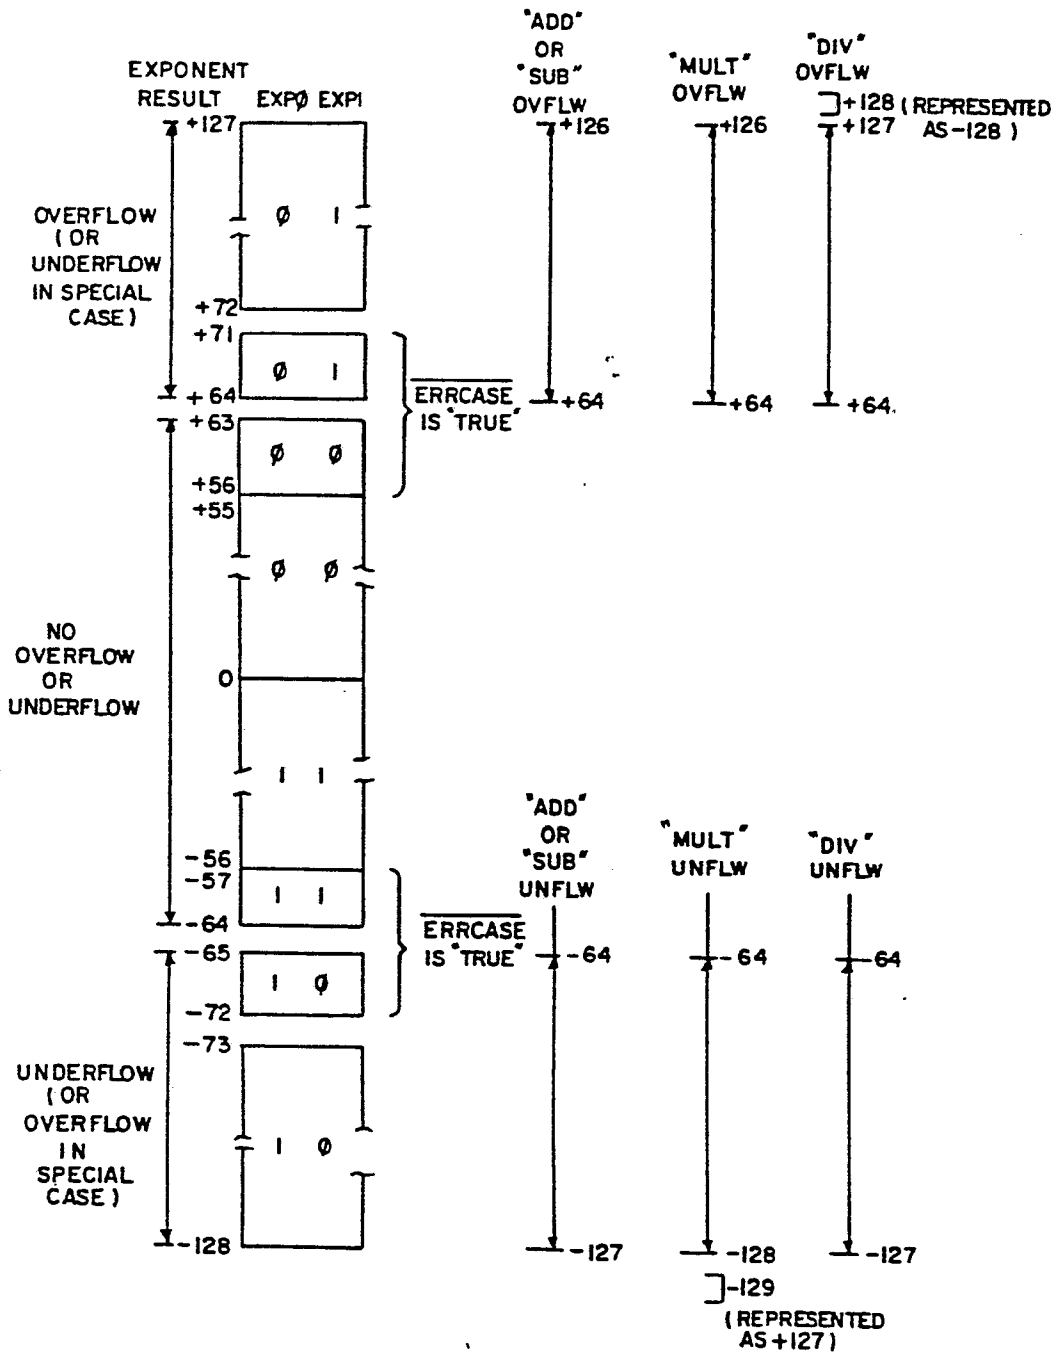 EXPONENT
RESULT EXPØ EXP1
"ADD"
OR
"SUB"
OVFLW
"MULT"
OVFLW
"DIV"
OVFLW
+128 (REPRESENTED
AS-128)
+127
+126
+126
+127
OVERFLOW
(OR
UNDERFLOW
IN SPECIAL
CASE)
Ø 1
+72
+71
Ø 1
+64
ERRCASE
IS "TRUE"
+64
+64
+64
+63
Ø Ø
+56
+55
Ø Ø
NO
OVERFLOW
OR
UNDERFLOW
0
1 1
-56
-57
1 1
-64
"ADD"
OR
"SUB"
UNFLW
"MULT"
UNFLW
"DIV"
UNFLW
ERRCASE
IS "TRUE"
-65
-64
-64
-64
1 Ø
-72
-73
UNDERFLOW
(OR
OVERFLOW
IN
SPECIAL
CASE)
1 Ø
-128
-127
-128
-127
-129
(REPRESENTED
AS+127)